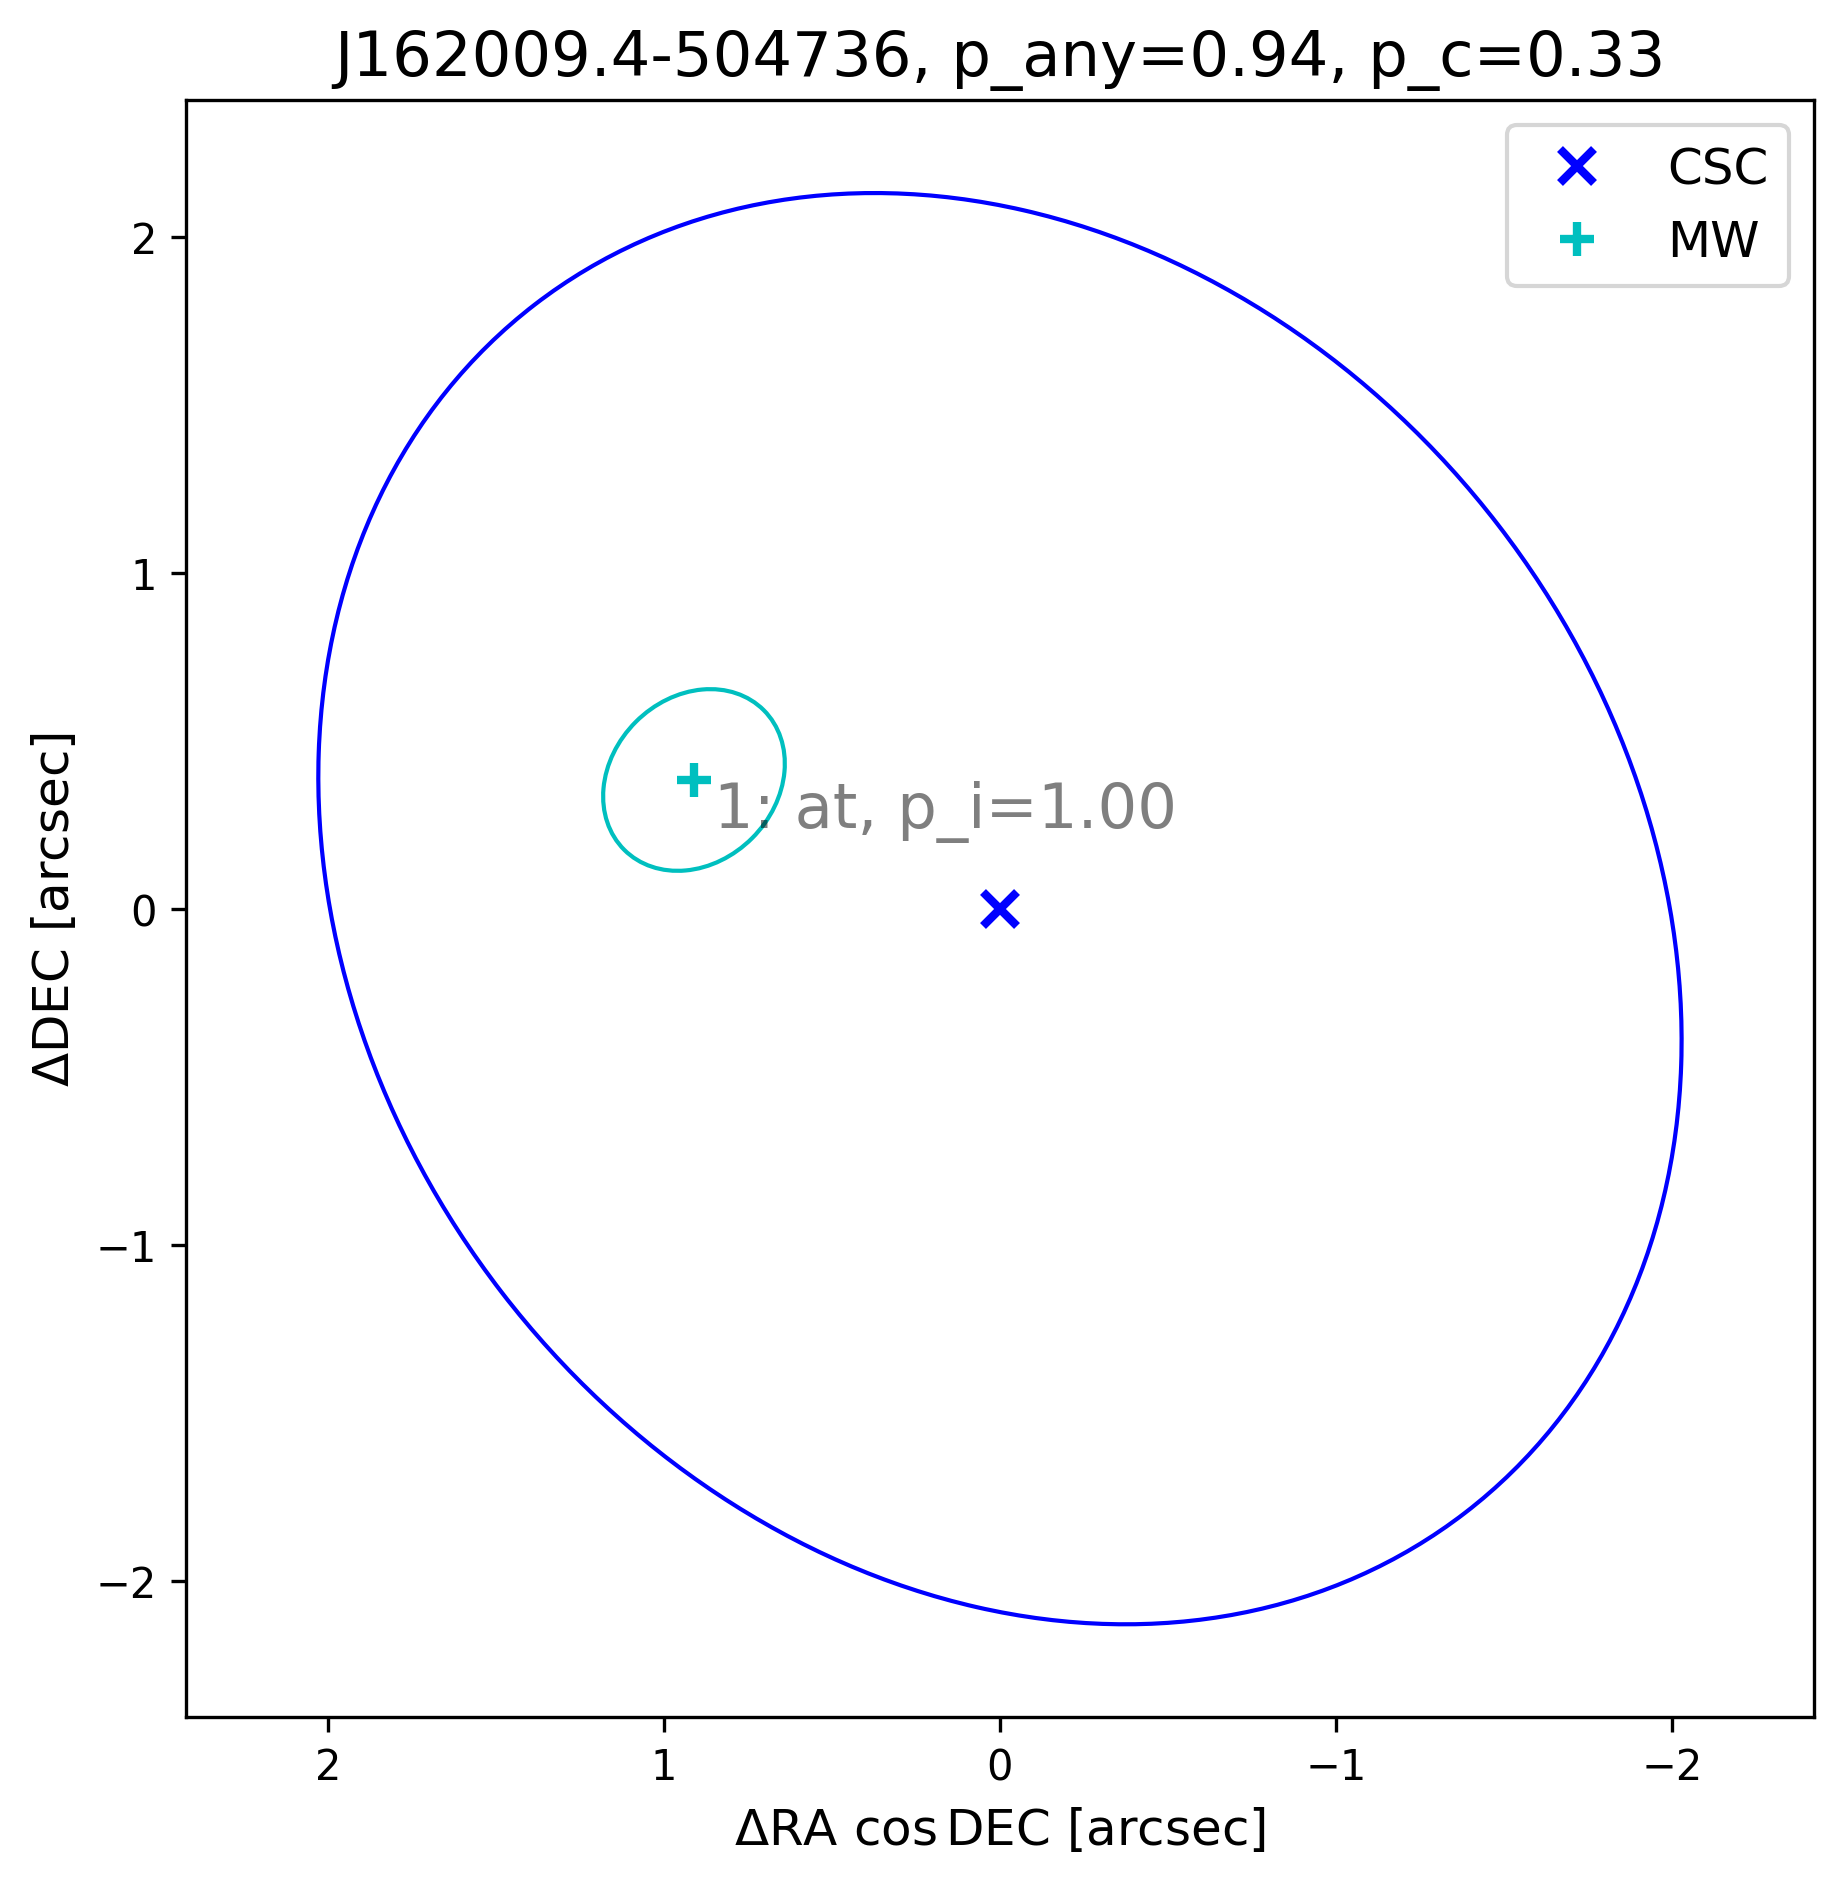 J162009.4-504736, p_any=0.94, p_c=0.33
CSC
MW
2
1
0
−1
−2
ΔDEC [arcsec]
1; at, p_i=1.00
2
1
0
−1
−2
ΔRA cos DEC [arcsec]